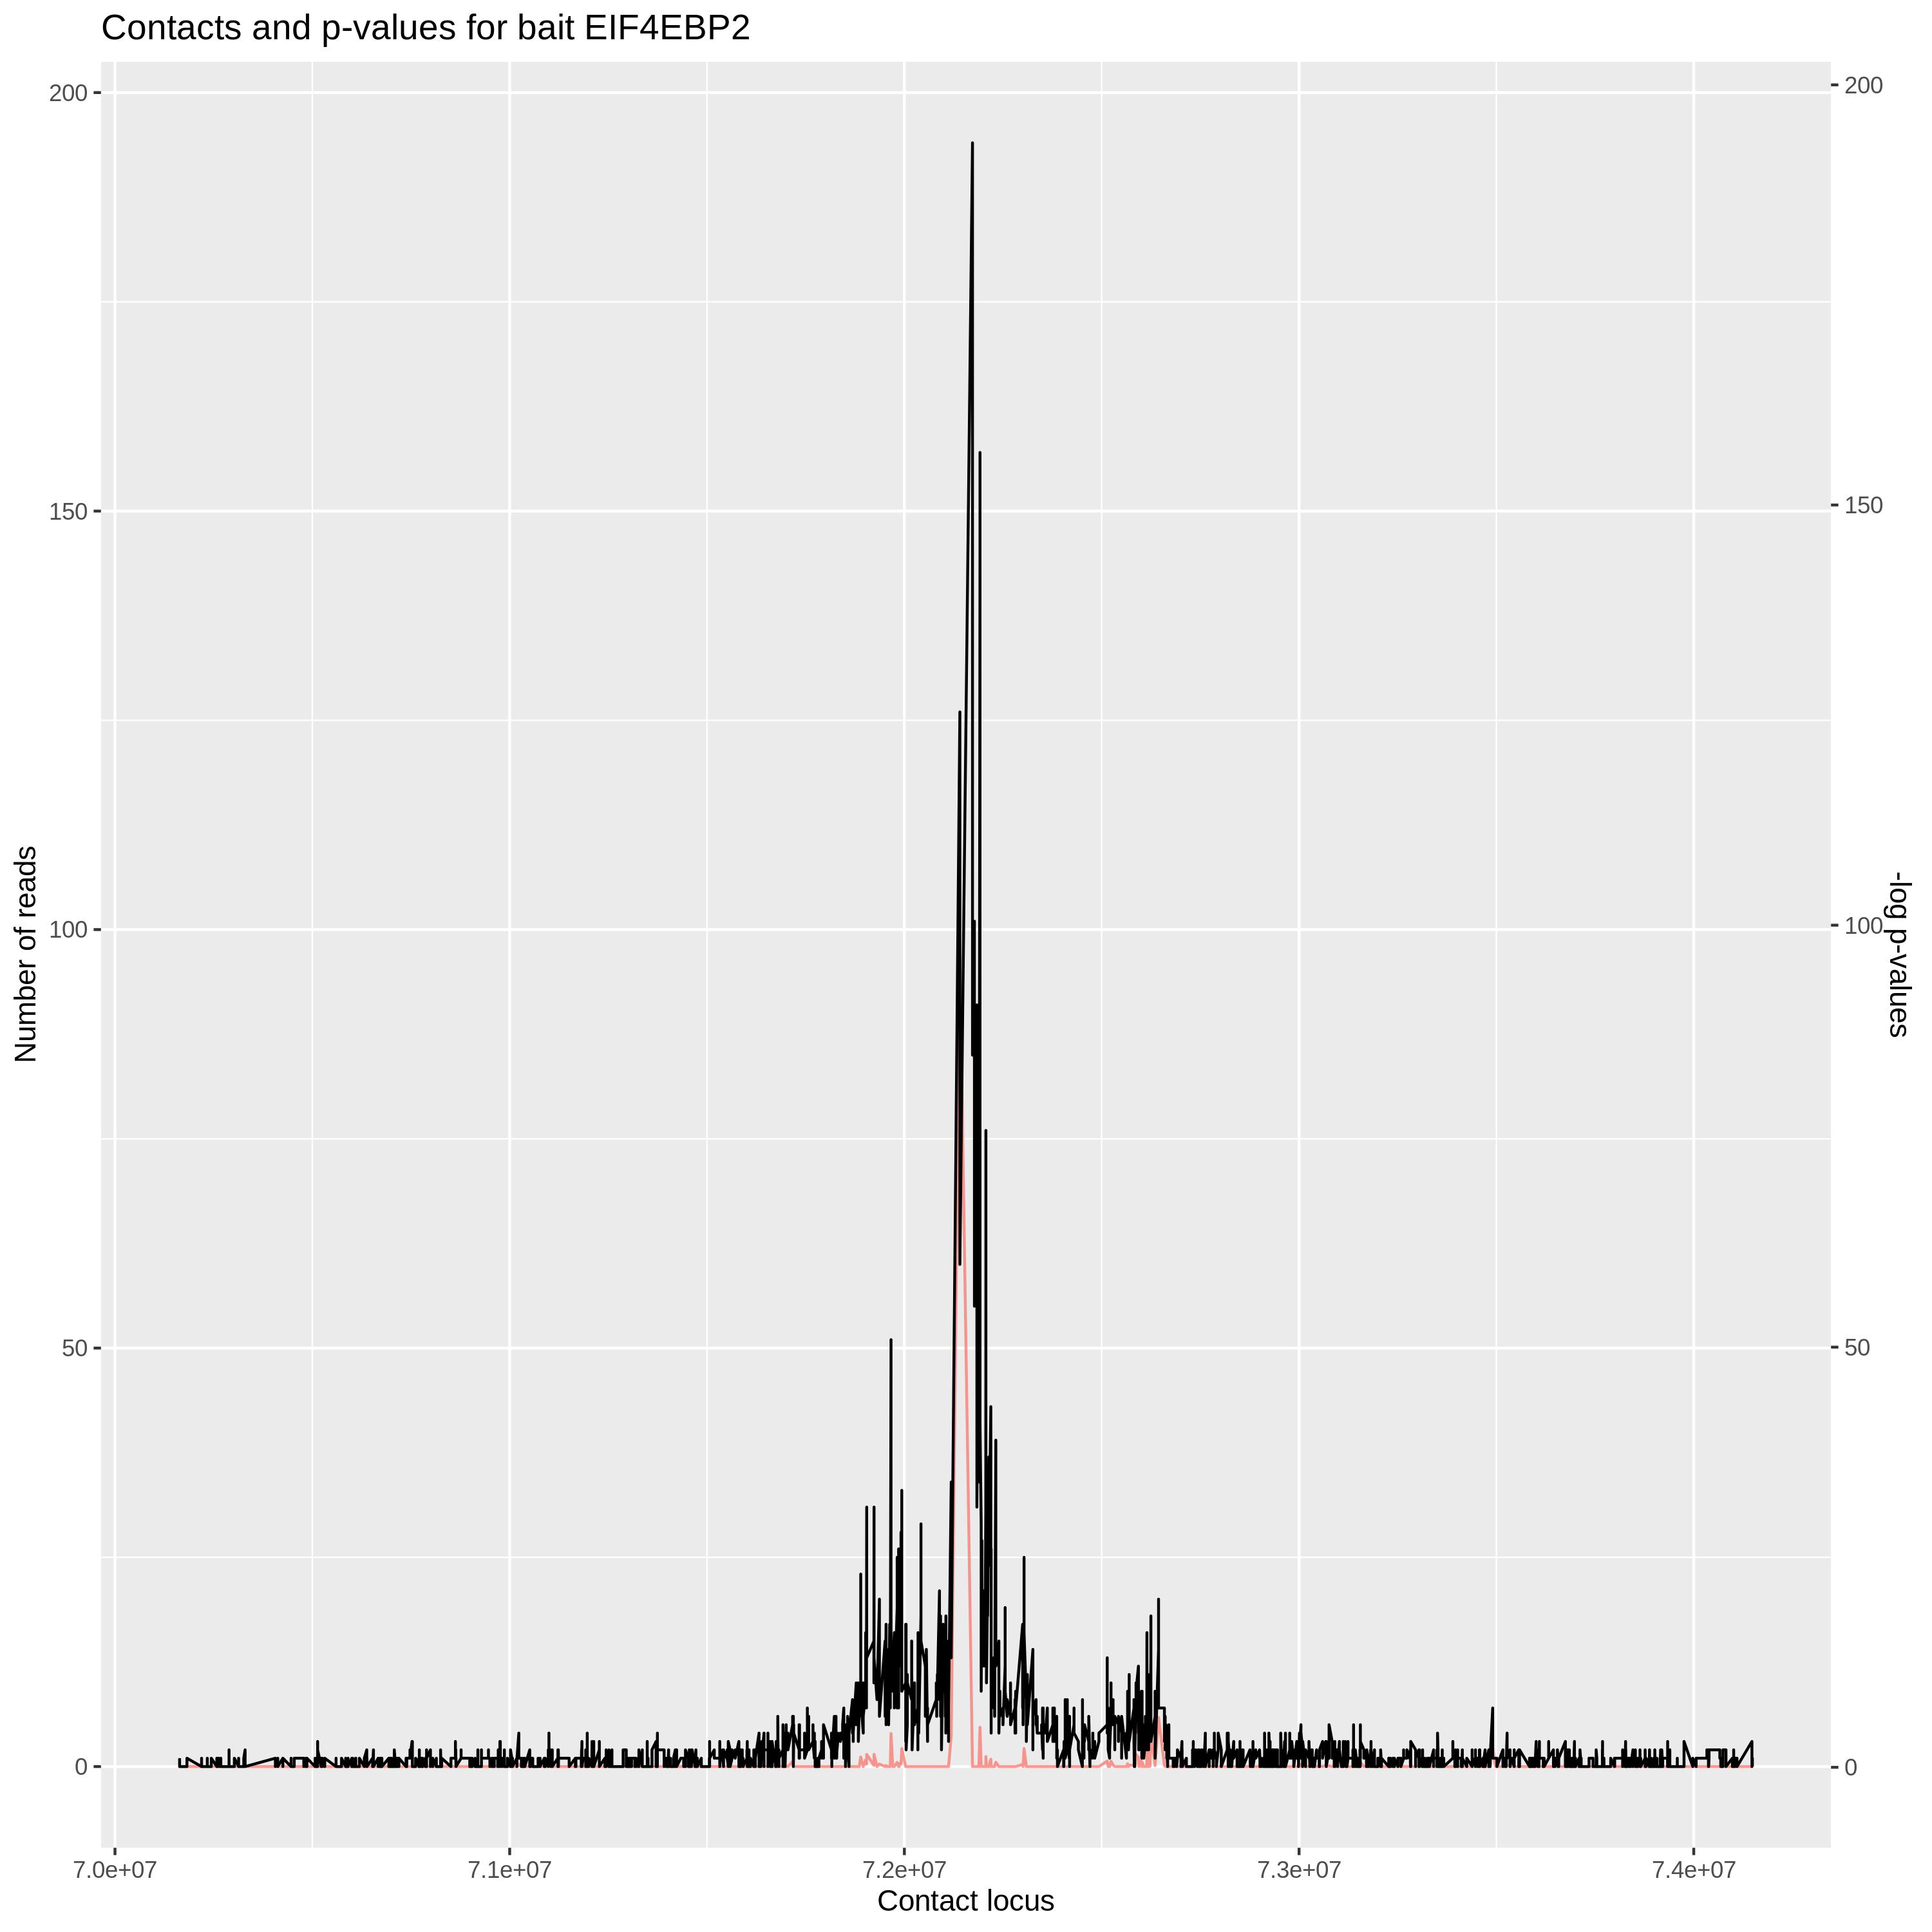 Contacts and p-values for bait EIF4EBP2
200
150
100
50
0
Number of reads
200
150
100
50
0
-log p-values
7.0e+07
7.1e+07
7.2e+07
7.3e+07
7.4e+07
Contact locus